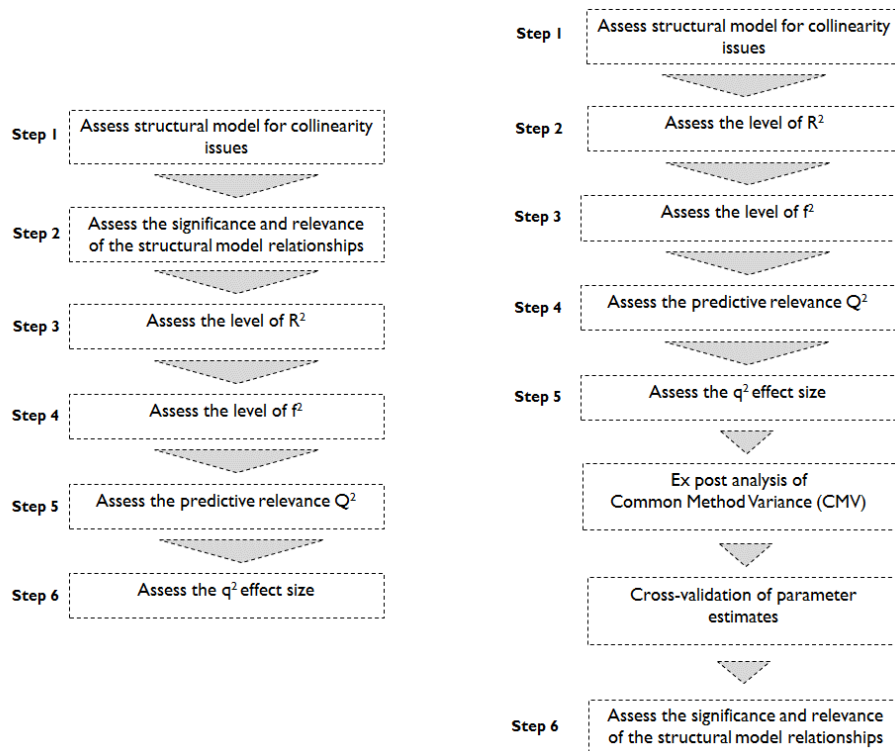 Step 1
Assess structural model for collinearity
issues
Step 2
Assess the significance and relevance
of the structural model relationships
Step 3
Assess the level of R²
Step 4
Assess the level of f²
Step 5
Assess the predictive relevance Q²
Step 6
Assess the q² effect size
Step 1
Assess structural model for collinearity
issues
Step 2
Assess the level of R²
Step 3
Assess the level of f²
Step 4
Assess the predictive relevance Q²
Step 5
Assess the q² effect size
Ex post analysis of
Common Method Variance (CMV)
Cross-validation of parameter
estimates
Step 6
Assess the significance and relevance
of the structural model relationships